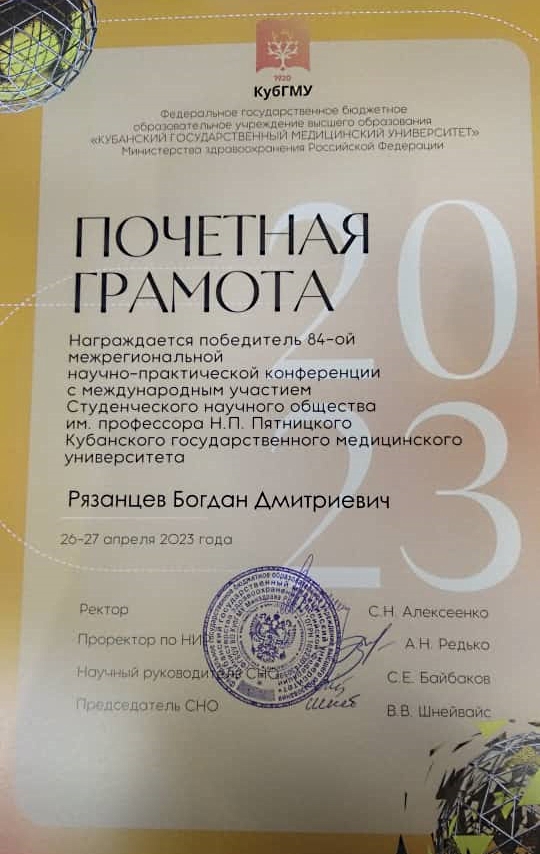 1920
КубГМУ
Федеральное государственное бюджетное
образовательное учреждение высшего образования
«КУБАНСКИЙ ГОСУДАРСТВЕННЫЙ МЕДИЦИНСКИЙ УНИВЕРСИТЕТ»
Министерства здравоохранения Российской Федерации
2023
ПОЧЕТНАЯ
ГРАМОТА
Награждается победитель 84-ой
межрегиональной
научно-практической конференции
с международным участием
Студенческого научного общества
им. профессора Н.П. Пятницкого
Кубанского государственного медицинского
университета
Рязанцев Богдан Дмитриевич
26-27 апреля 2023 года
Ректор С.Н. Алексеенко
Проректор по НИ А.Н. Редько
Научный руководитель СНО С.Е. Байбаков
Председатель СНО В.В. Шнейвайс